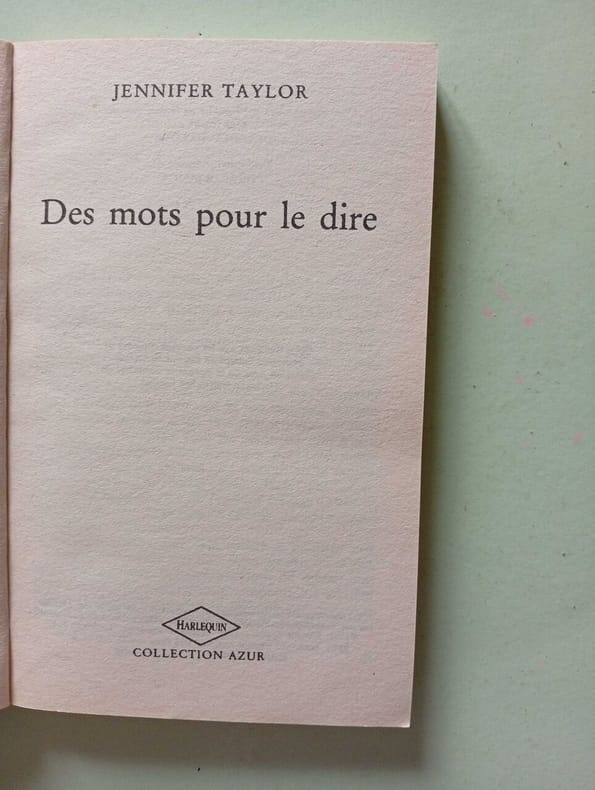 JENNIFER TAYLOR
Des mots pour le dire
HARLEQUIN
COLLECTION AZUR